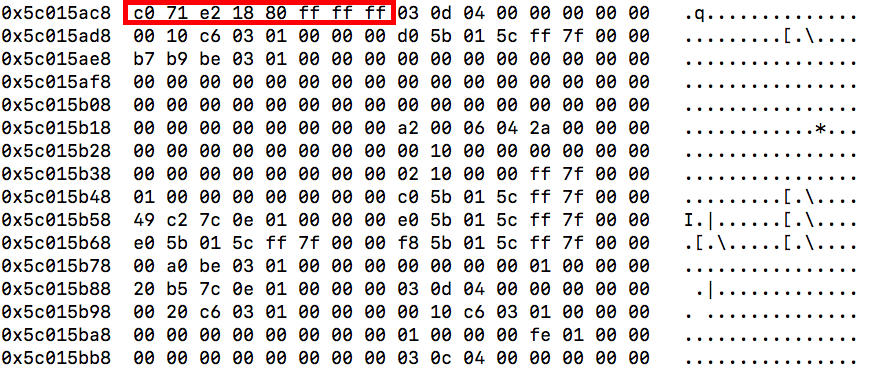 0x5c015ac8 c0 71 e2 18 80 ff ff ff 03 0d 04 00 00 00 00 00 .q..............
0x5c015ad8 00 10 c6 03 01 00 00 00 d0 5b 01 5c ff 7f 00 00 .........[.\....
0x5c015ae8 b7 b9 be 03 01 00 00 00 00 00 00 00 00 00 00 00 ................
0x5c015af8 00 00 00 00 00 00 00 00 00 00 00 00 00 00 00 00 ................
0x5c015b08 00 00 00 00 00 00 00 00 00 00 00 00 00 00 00 00 ................
0x5c015b18 00 00 00 00 00 00 00 00 a2 00 06 04 2a 00 00 00 ............*...
0x5c015b28 00 00 00 00 00 00 00 00 00 10 00 00 00 00 00 00 ................
0x5c015b38 00 00 00 00 00 00 00 00 02 10 00 00 ff 7f 00 00 ................
0x5c015b48 01 00 00 00 00 00 00 00 c0 5b 01 5c ff 7f 00 00 .........[.\....
0x5c015b58 49 c2 7c 0e 01 00 00 00 e0 5b 01 5c ff 7f 00 00 I.|......[.\....
0x5c015b68 e0 5b 01 5c ff 7f 00 00 f8 5b 01 5c ff 7f 00 00 .[.\.....[.\....
0x5c015b78 00 a0 be 03 01 00 00 00 00 00 00 00 01 00 00 00 ................
0x5c015b88 20 b5 7c 0e 01 00 00 00 03 0d 04 00 00 00 00 00  .|.............
0x5c015b98 00 20 c6 03 01 00 00 00 00 10 c6 03 01 00 00 00 . ..............
0x5c015ba8 00 00 00 00 00 00 00 00 01 00 00 00 fe 01 00 00 ................
0x5c015bb8 00 00 00 00 00 00 00 00 03 0c 04 00 00 00 00 00 ................